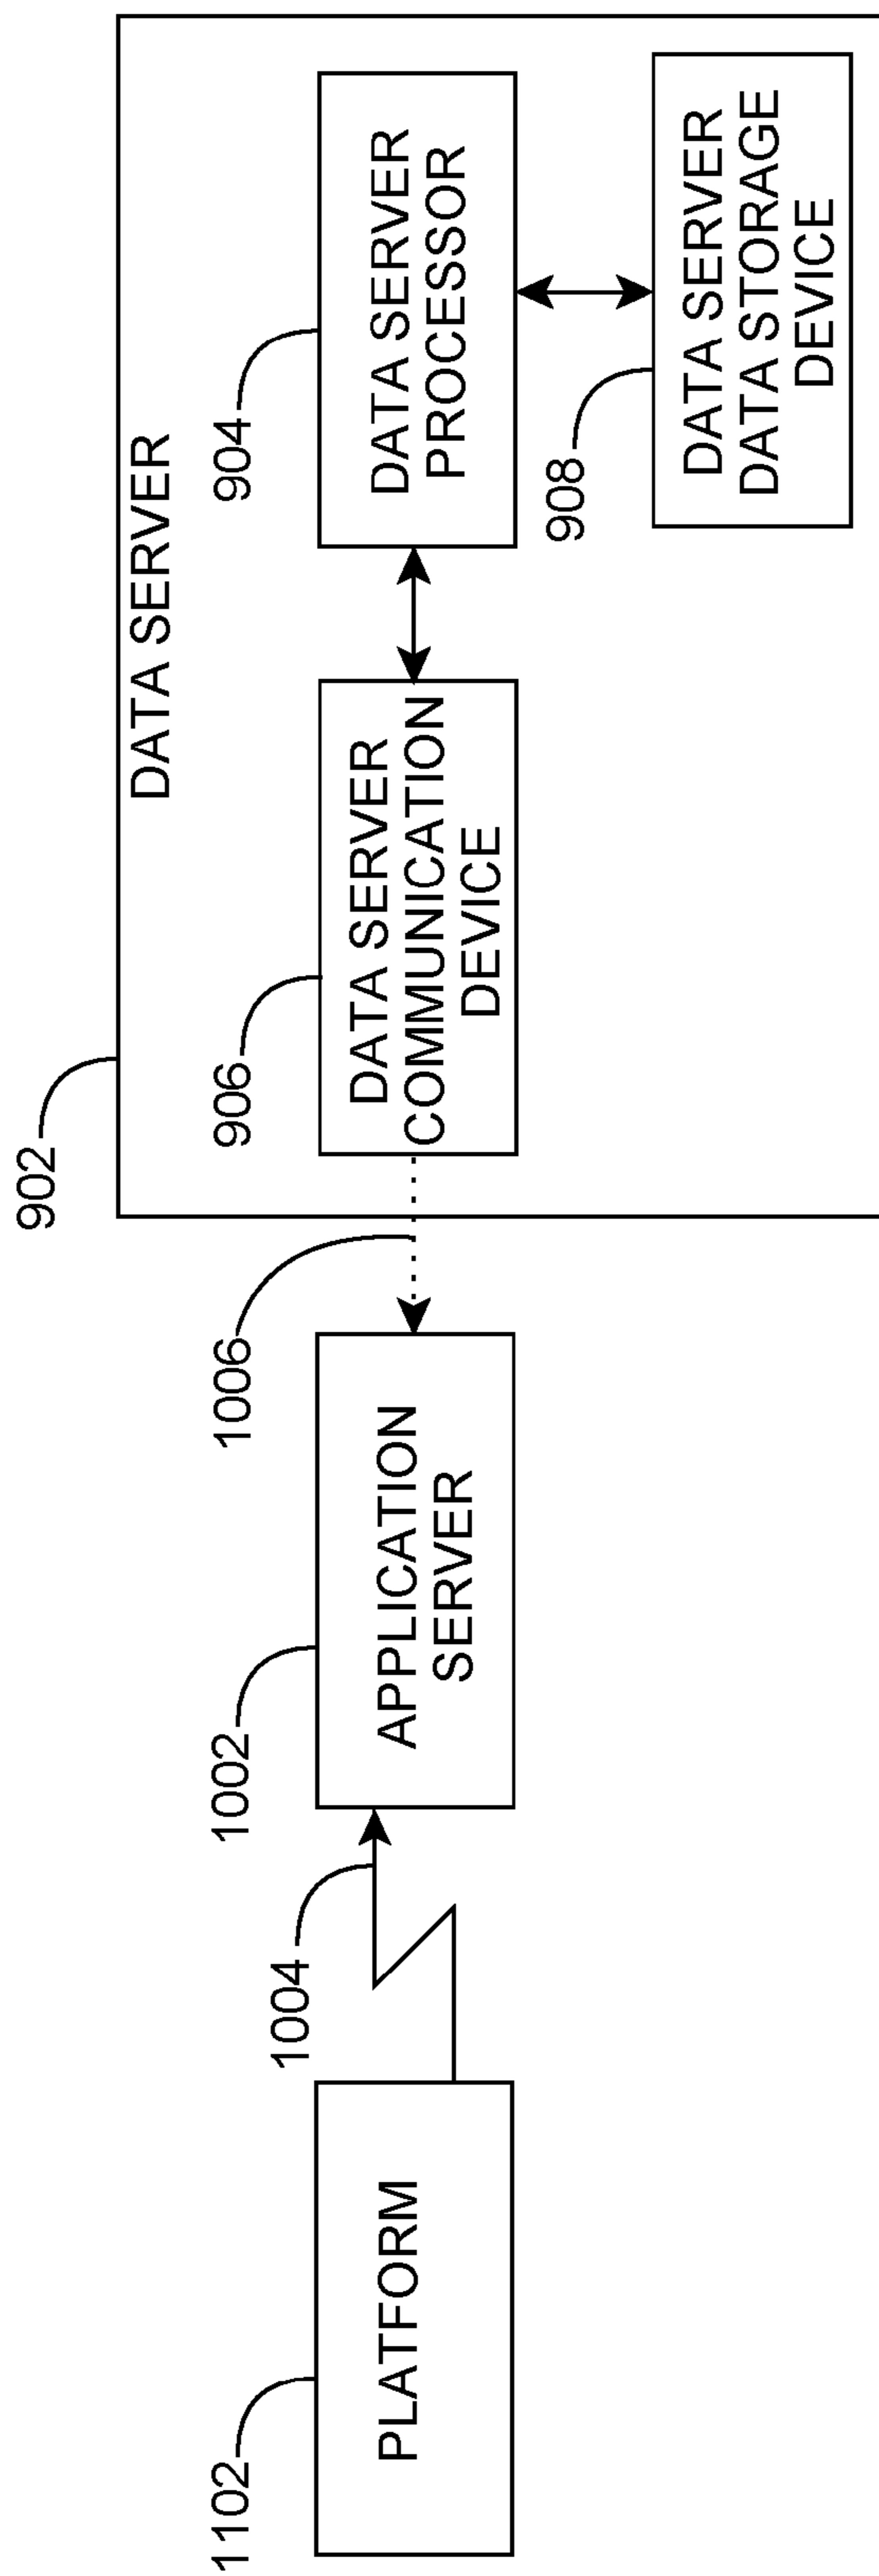 902
DATA SERVER
1102
PLATFORM
1004
1002
APPLICATION
SERVER
1006
906
DATA SERVER
COMMUNICATION
DEVICE
904
DATA SERVER
PROCESSOR
908
DATA SERVER
DATA STORAGE
DEVICE